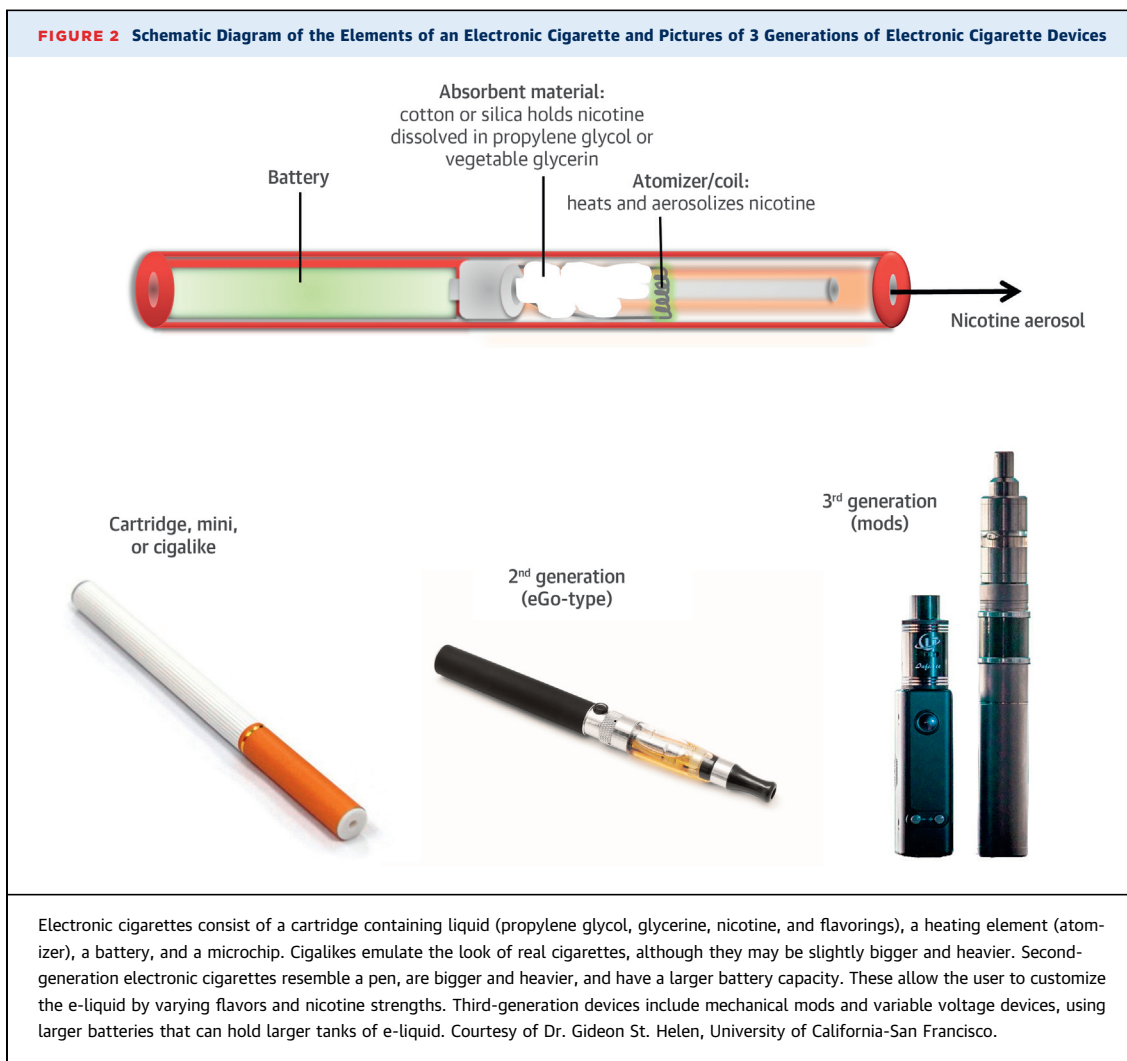 FIGURE 2 Schematic Diagram of the Elements of an Electronic Cigarette and Pictures of 3 Generations of Electronic Cigarette Devices
Absorbent material:
cotton or silica holds nicotine
dissolved in propylene glycol or
vegetable glycerin
Battery
Atomizer/coil:
heats and aerosolizes nicotine
Nicotine aerosol
Cartridge, mini,
or cigalike
2nd generation
(eGo-type)
3rd generation
(mods)
Electronic cigarettes consist of a cartridge containing liquid (propylene glycol, glycerine, nicotine, and flavorings), a heating element (atom-
izer), a battery, and a microchip. Cigalikes emulate the look of real cigarettes, although they may be slightly bigger and heavier. Second-
generation electronic cigarettes resemble a pen, are bigger and heavier, and have a larger battery capacity. These allow the user to customize
the e-liquid by varying flavors and nicotine strengths. Third-generation devices include mechanical mods and variable voltage devices, using
larger batteries that can hold larger tanks of e-liquid. Courtesy of Dr. Gideon St. Helen, University of California-San Francisco.